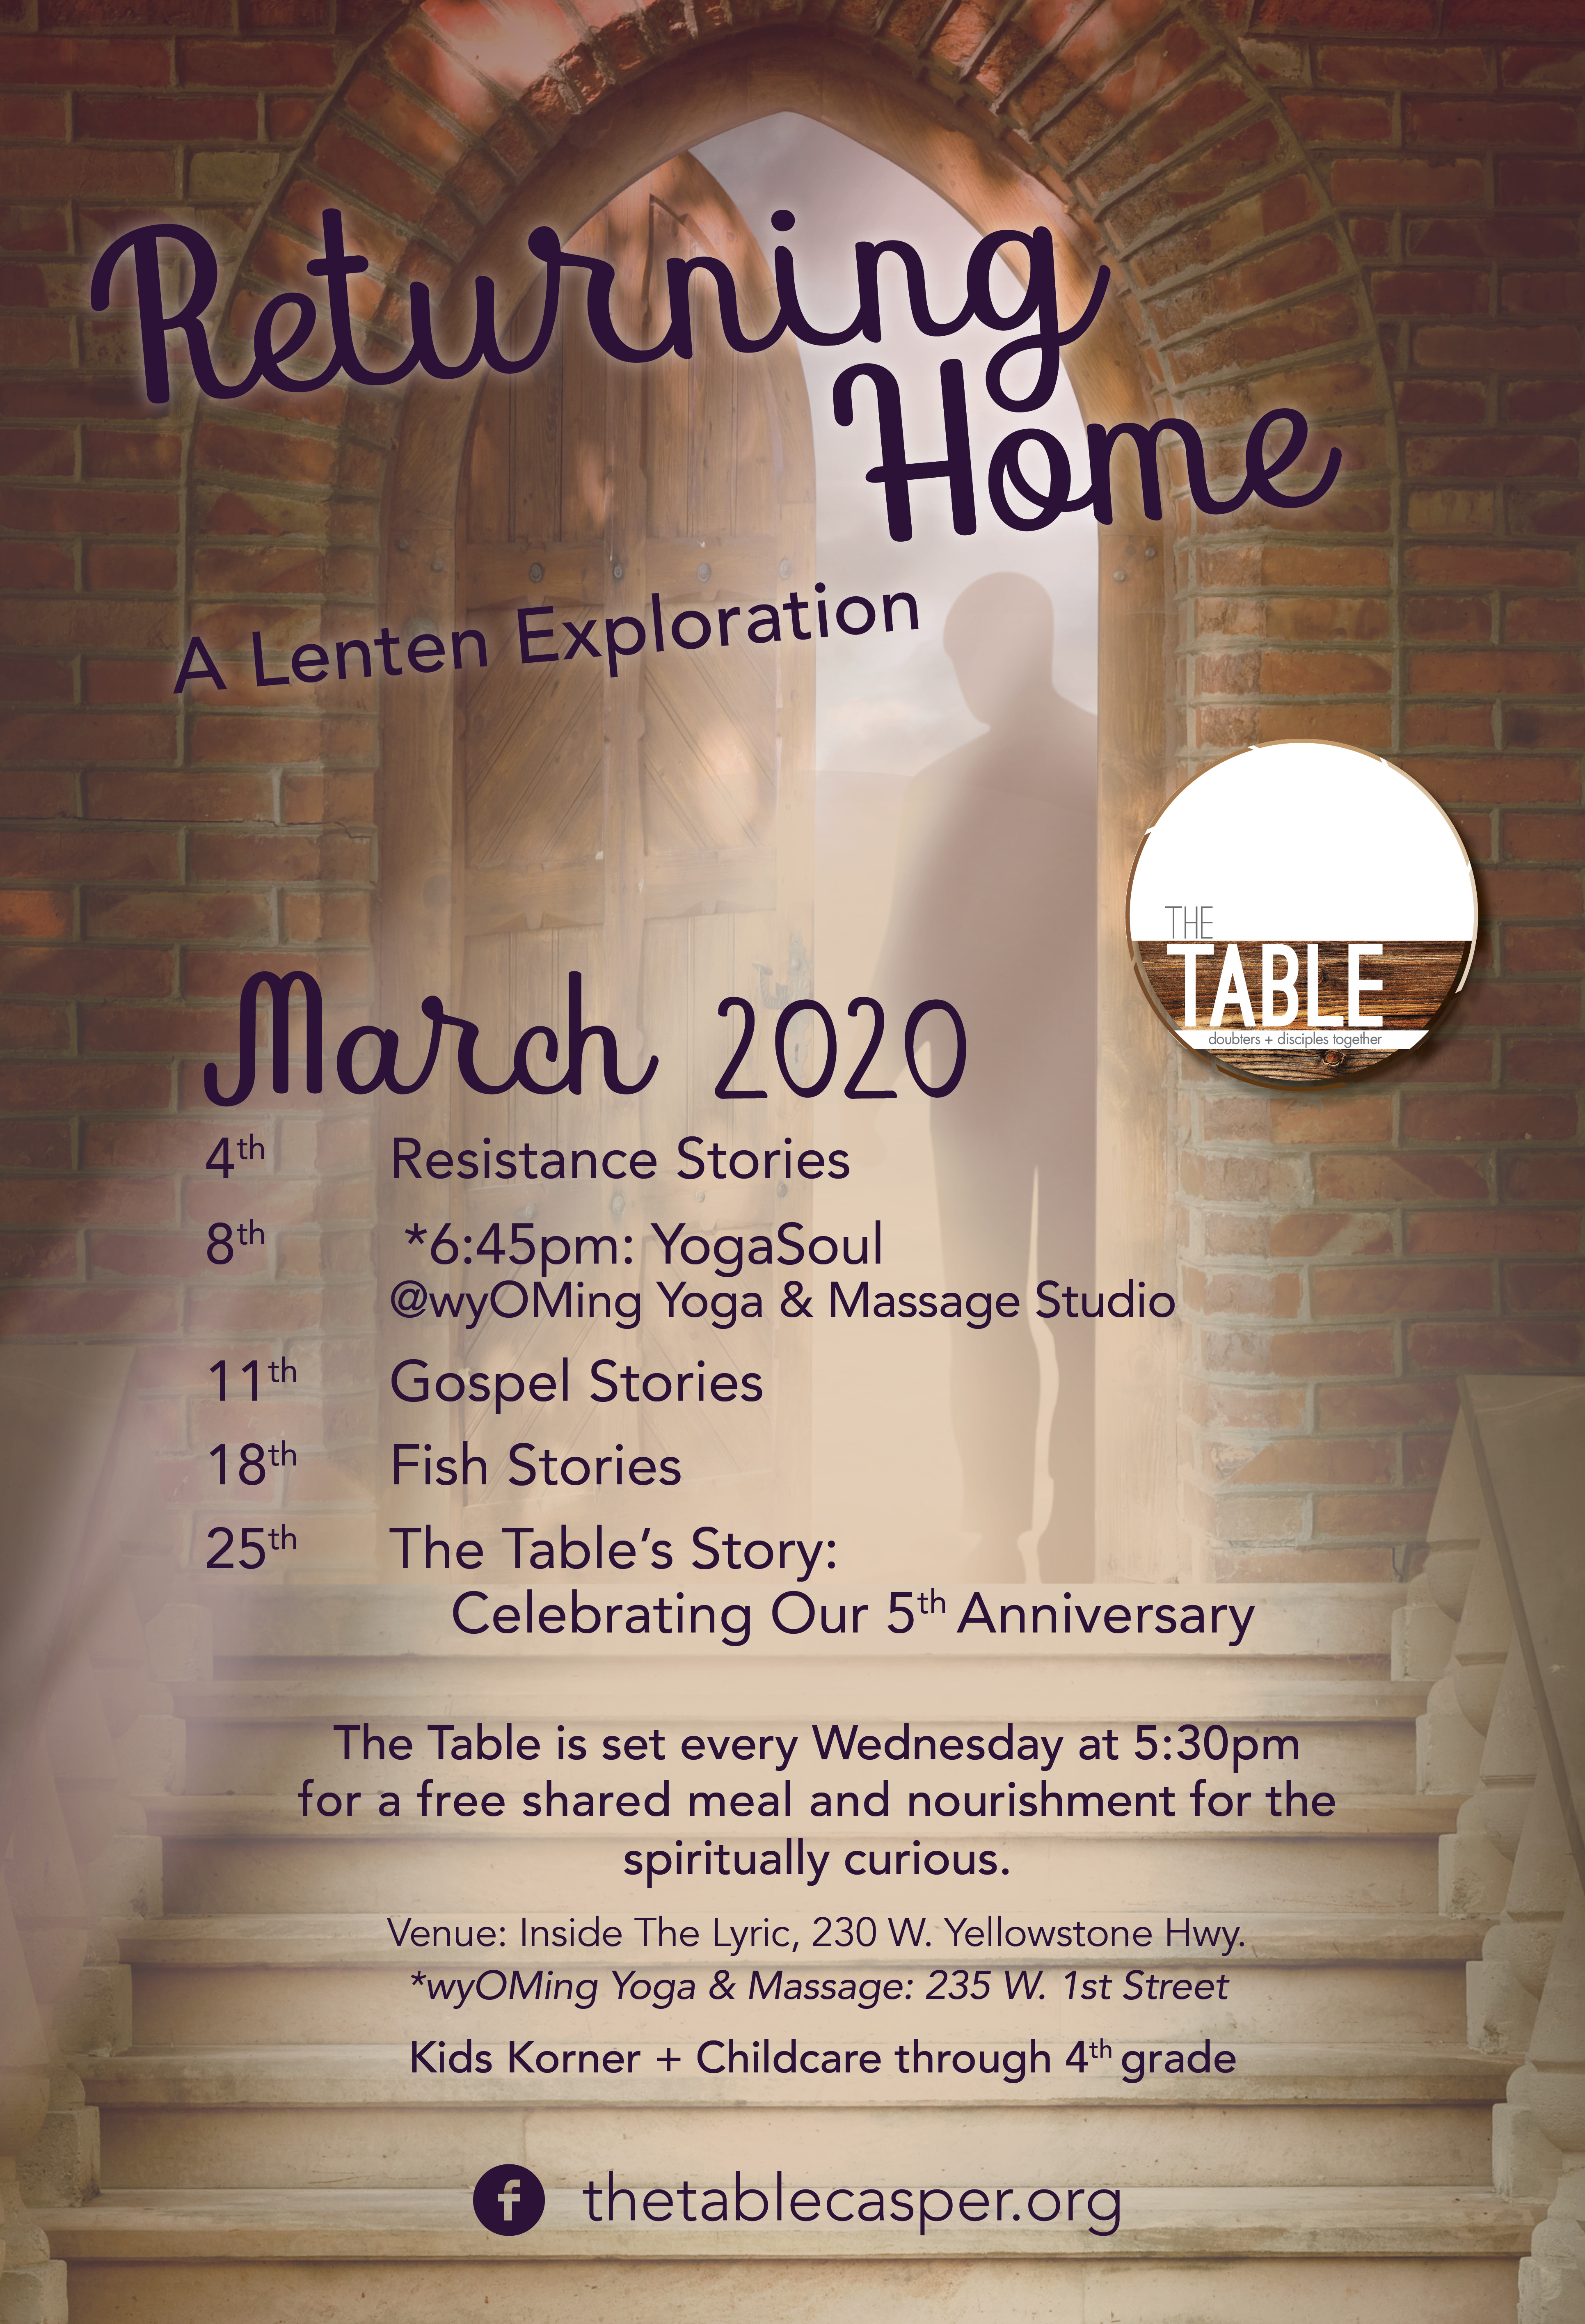 Returning
Home
A Lenten Exploration
THE
TABLE
doubters + disciples together
March 2020
4th Resistance Stories
8th *6:45pm: YogaSoul
@wyOMing Yoga & Massage Studio
11th Gospel Stories
18th Fish Stories
25th The Table’s Story:
Celebrating Our 5th Anniversary
The Table is set every Wednesday at 5:30pm
for a free shared meal and nourishment for the
spiritually curious.
Venue: Inside The Lyric, 230 W. Yellowstone Hwy.
*wyOMing Yoga & Massage: 235 W. 1st Street
Kids Korner + Childcare through 4th grade
f thetablecasper.org